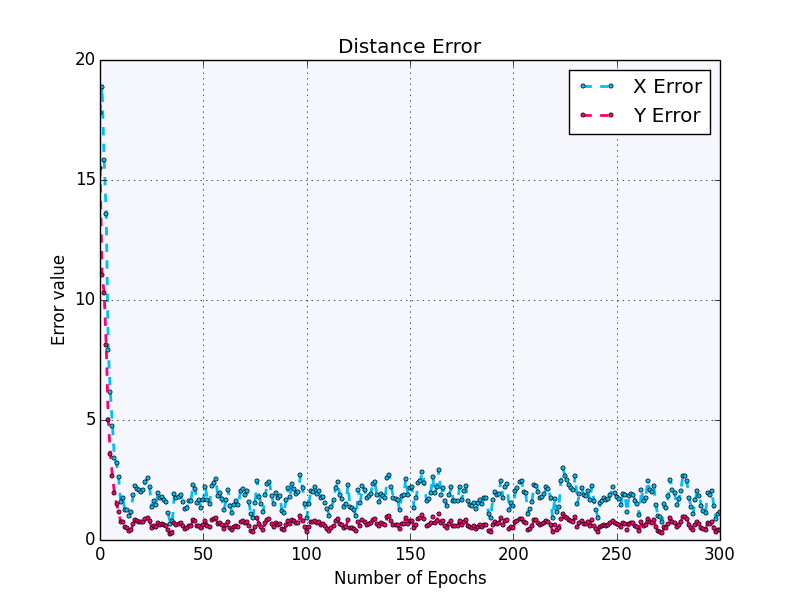 Distance Error
X Error
Y Error
Error value
20
15
10
5
0
0 50 100 150 200 250 300
Number of Epochs